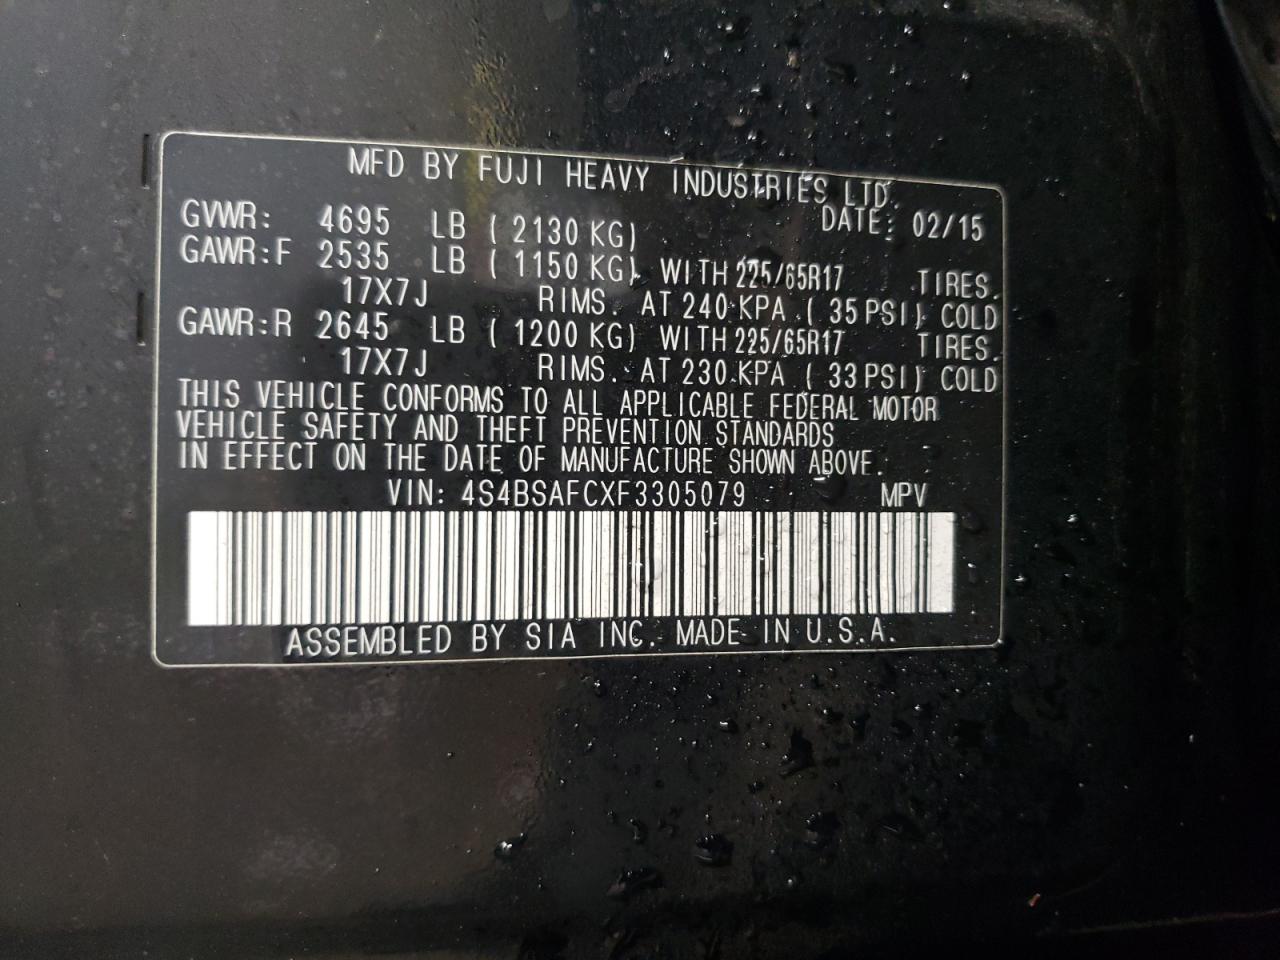 MFD BY FUJI HEAVY INDUSTRIES LTD.
DATE: 02/15
GVWR: 4695 LB ( 2130 KG)
GAWR:F 2535 LB ( 1150 KG) WITH 225/65R17 TIRES.
17X7J RIMS. AT 240 KPA ( 35 PSI) COLD
GAWR:R 2645 LB ( 1200 KG) WITH 225/65R17 TIRES.
17X7J RIMS. AT 230 KPA ( 33 PSI) COLD
THIS VEHICLE CONFORMS TO ALL APPLICABLE FEDERAL MOTOR
VEHICLE SAFETY AND THEFT PREVENTION STANDARDS
IN EFFECT ON THE DATE OF MANUFACTURE SHOWN ABOVE.
VIN: 4S4BSAFCXF3305079 MPV
ASSEMBLED BY SIA INC. MADE IN U.S.A.